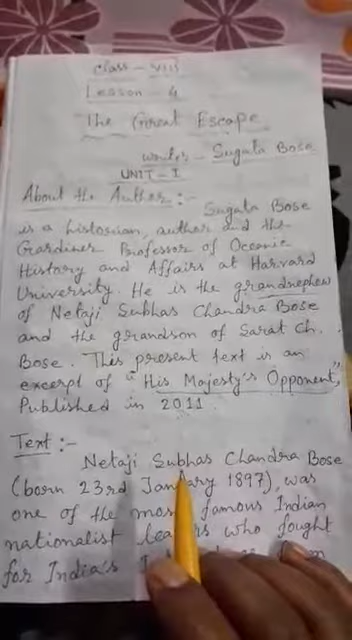 Class - VIII
Lesson - 4
The Great Escape
writer - Sugata Bose
UNIT - I
About the Author :-
Sugata Bose
is a historian, author and the
Gardiner Professor of Oceanic
History and Affairs at Harvard
University. He is the grandnephew
of Netaji Subhas Chandra Bose
and the grandson of Sarat Ch.
Bose. This present text is an
excerpt of "His Majesty's Opponent,"
Published in 2011.
Text :-
Netaji Subhas Chandra Bose
(born 23rd January 1897), was
one of the most famous Indian
nationalist leaders who fought
for India's